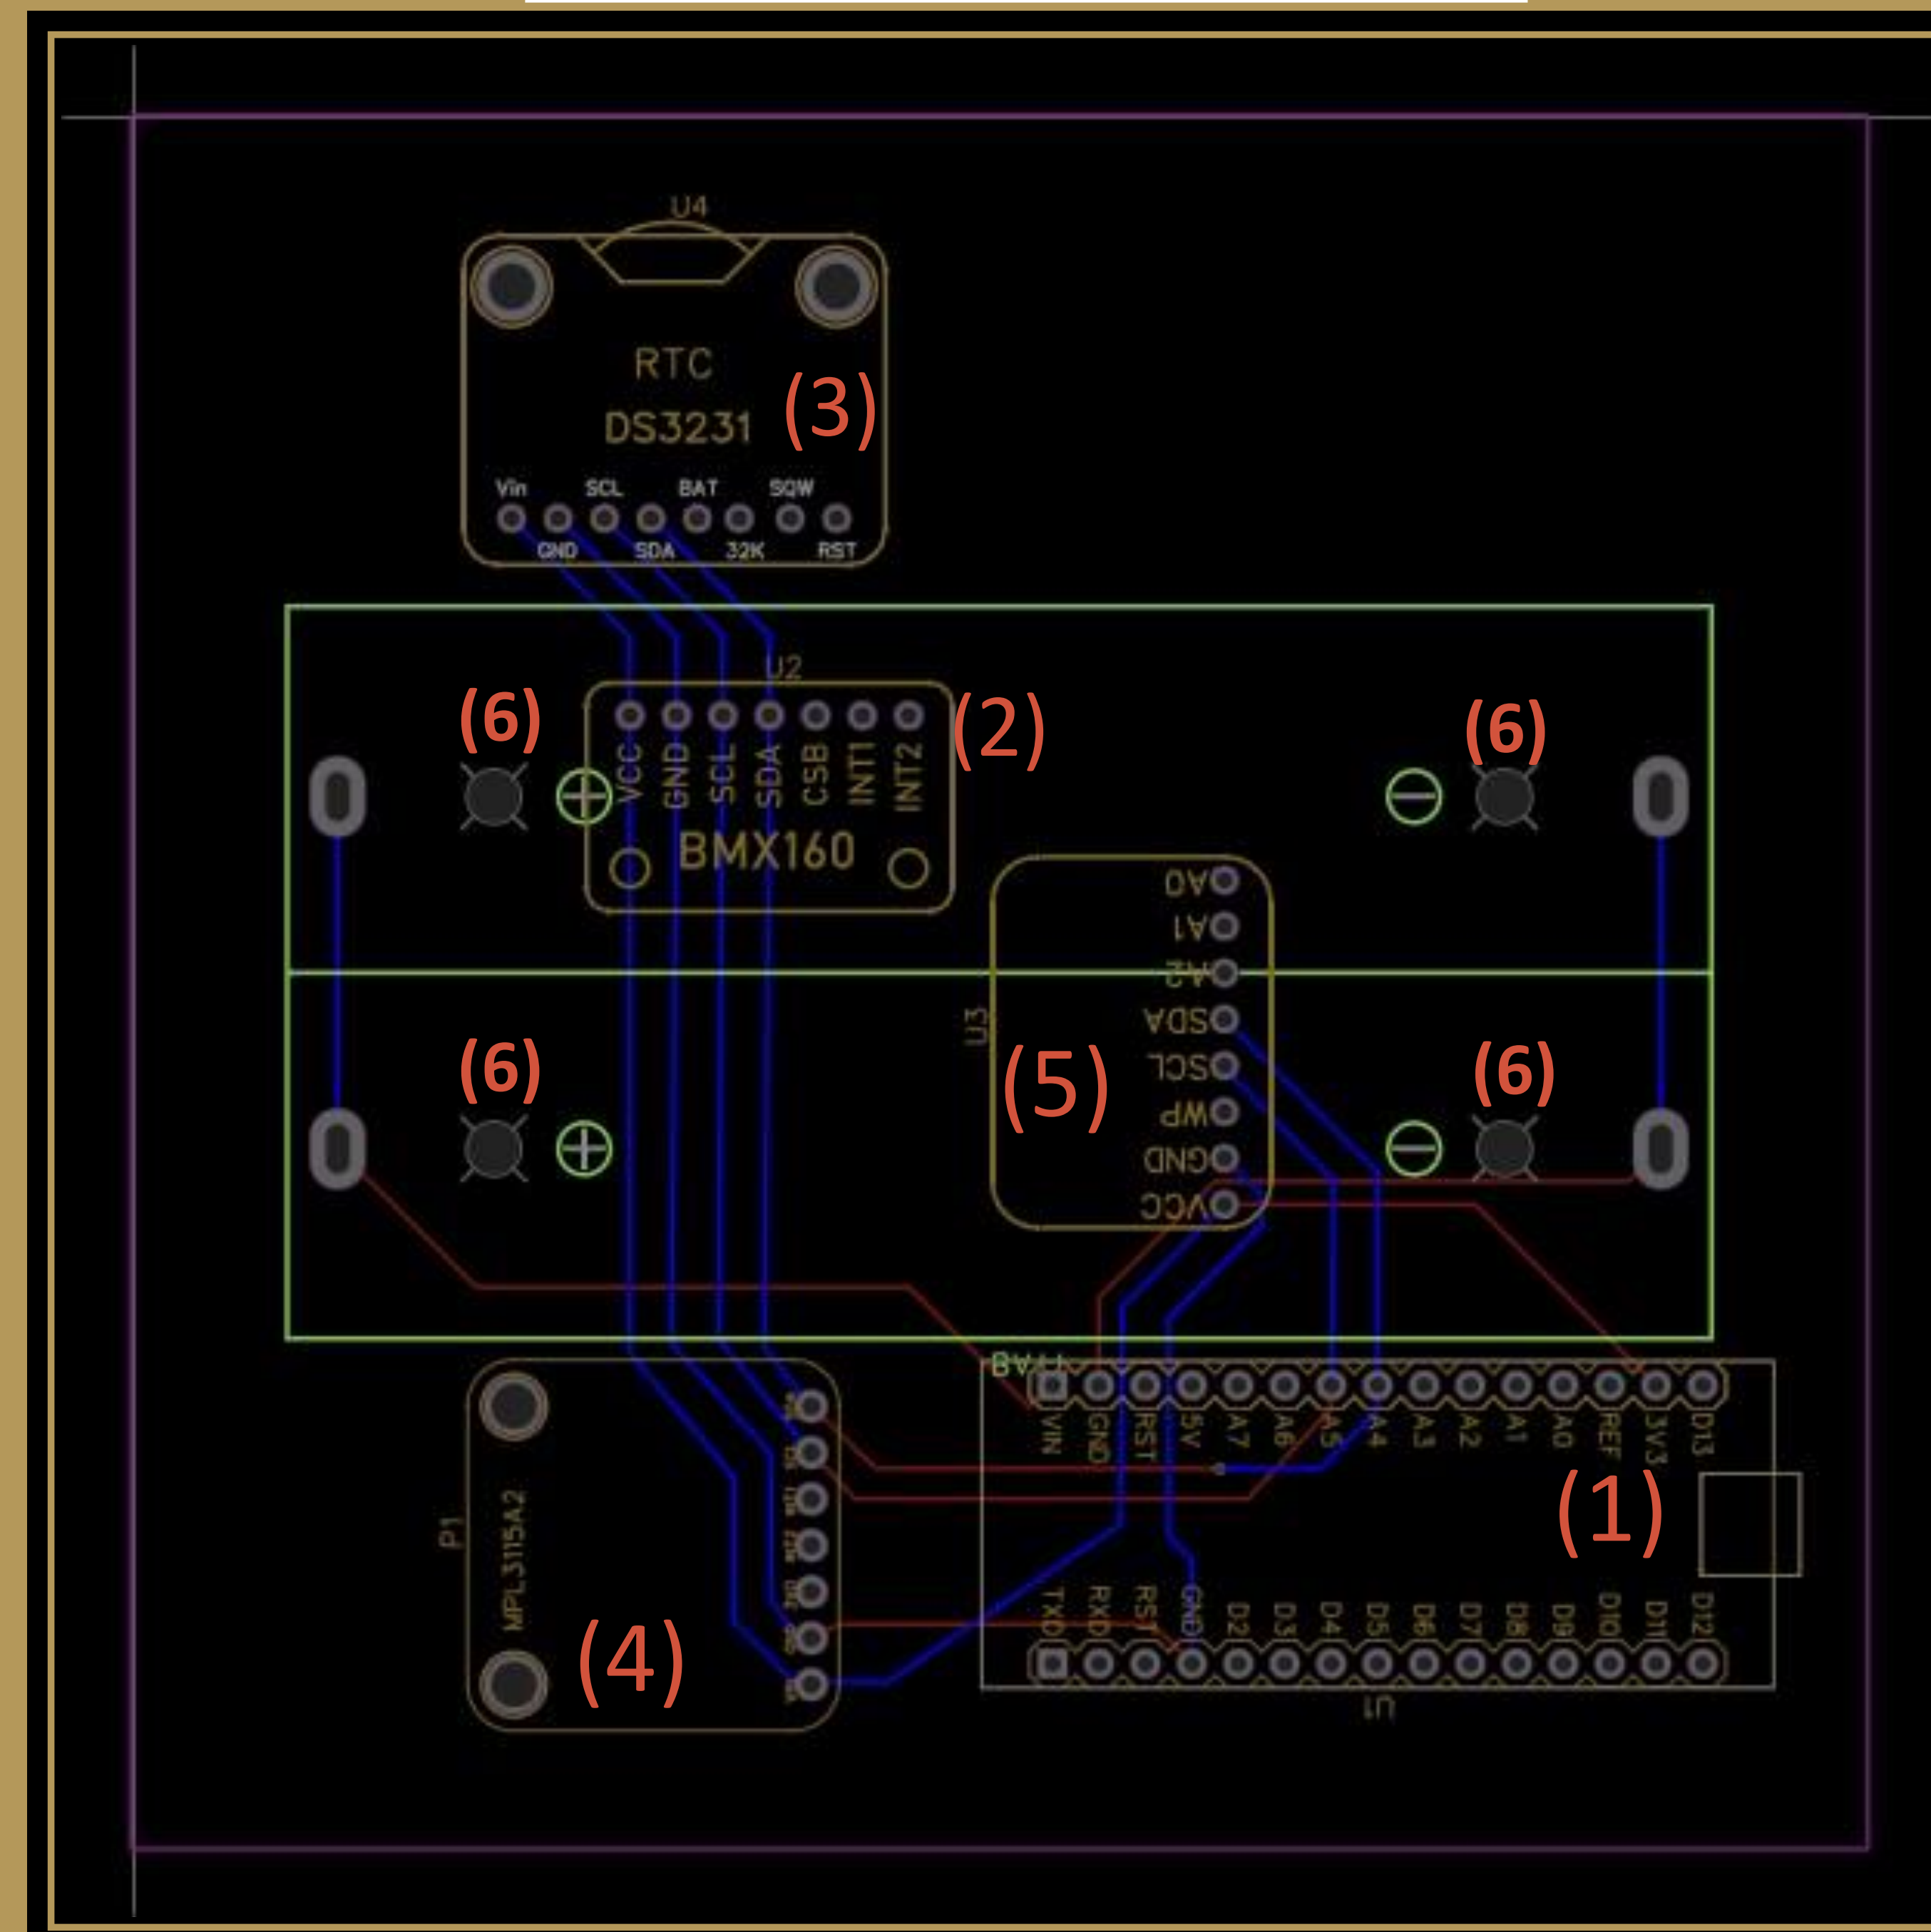 U4
RTC
(3)
DS3231
Vin SCL BAT SQW
GND SDA 32K RST
U2
(6) (2) (6)
VCC GND SCL SDA CSB INT1 INT2
BMX160
A0
A1
A2
SDA
U3
(6) (5) SCL (6)
WP
GND
VCC
VIN GND RST 5V A7 A6 A5 A4 A3 A2 A1 A0 REF 3V3 D13
(1)
P1
MPL3115A2
(4)
TX0 RX0 RST GND D2 D3 D4 D5 D6 D7 D8 D9 D10 D11 D12
U1